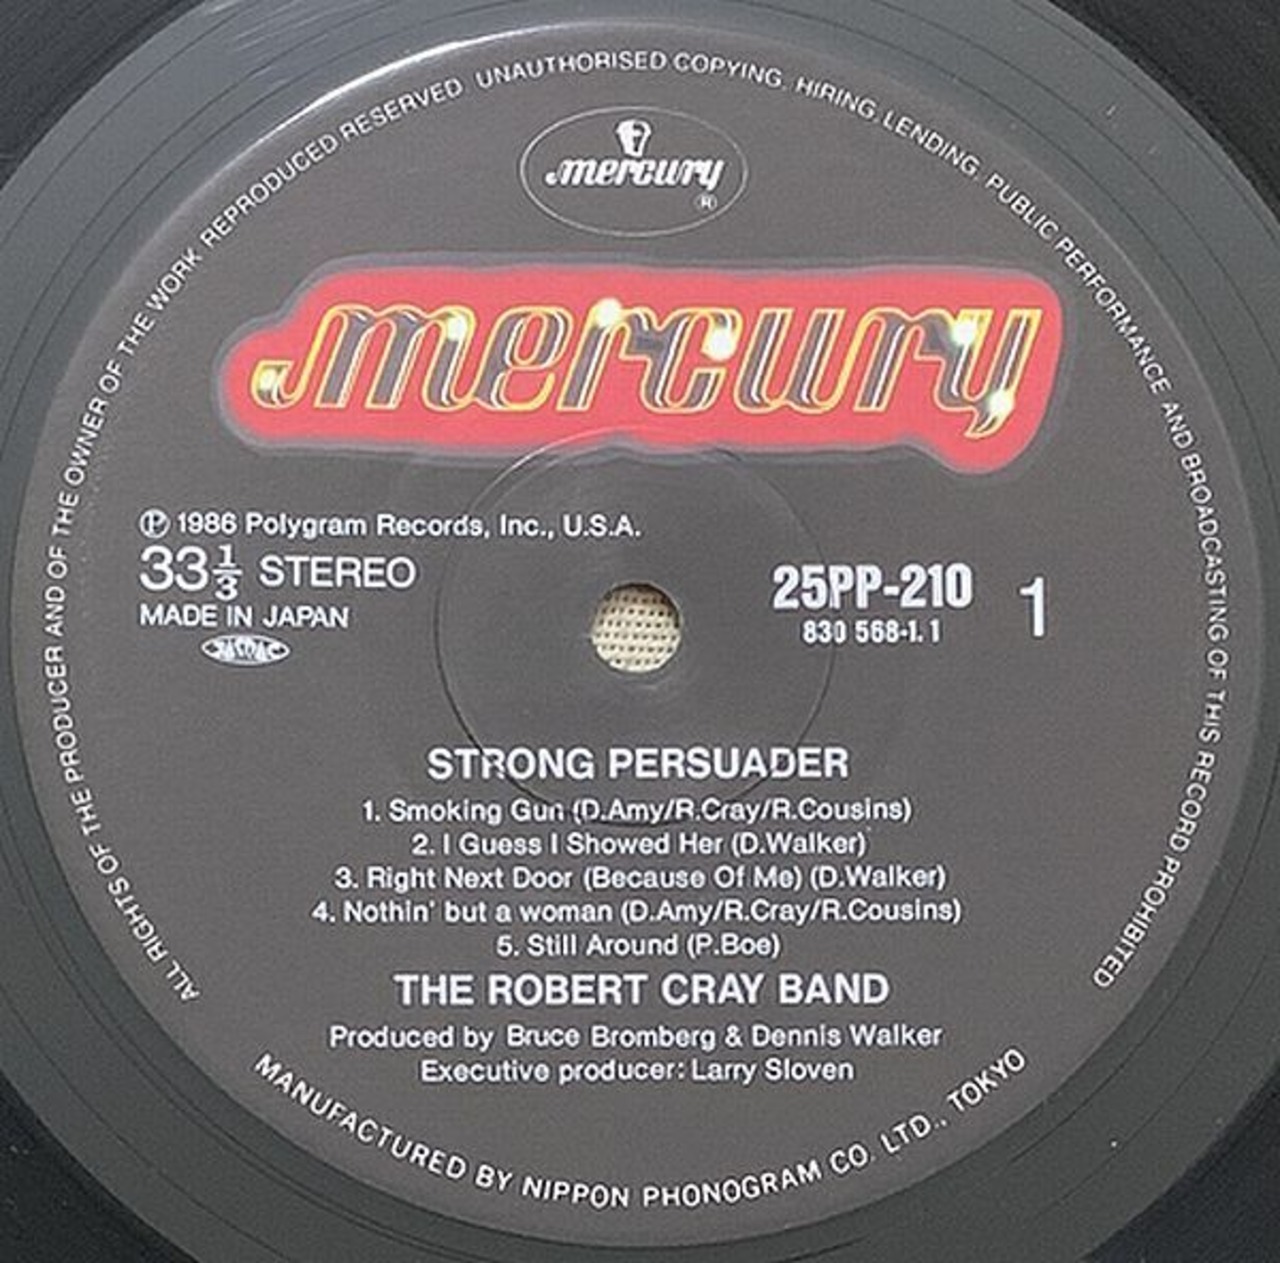 ALL RIGHTS OF THE PRODUCER AND OF THE OWNER OF THE WORK REPRODUCED RESERVED UNAUTHORISED COPYING, HIRING, LENDING, PUBLIC PERFORMANCE AND BROADCASTING OF THIS RECORD PROHIBITED
mercury
®
mercury
℗ 1986 Polygram Records, Inc., U.S.A.
33 1/3 STEREO
MADE IN JAPAN
JASRAC
25PP-210 1
830 568-1.1
STRONG PERSUADER
1. Smoking Gun (D.Amy/R.Cray/R.Cousins)
2. I Guess I Showed Her (D.Walker)
3. Right Next Door (Because Of Me) (D.Walker)
4. Nothin' but a woman (D.Amy/R.Cray/R.Cousins)
5. Still Around (P.Boe)
THE ROBERT CRAY BAND
Produced by Bruce Bromberg & Dennis Walker
Executive producer: Larry Sloven
MANUFACTURED BY NIPPON PHONOGRAM CO. LTD., TOKYO